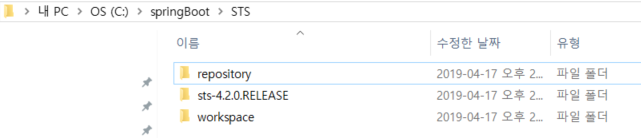 > 내 PC > OS (C:) > springBoot > STS
이름 수정한 날짜 유형
repository 2019-04-17 오후 2... 파일 폴더
sts-4.2.0.RELEASE 2019-04-17 오후 2... 파일 폴더
workspace 2019-04-17 오후 2... 파일 폴더